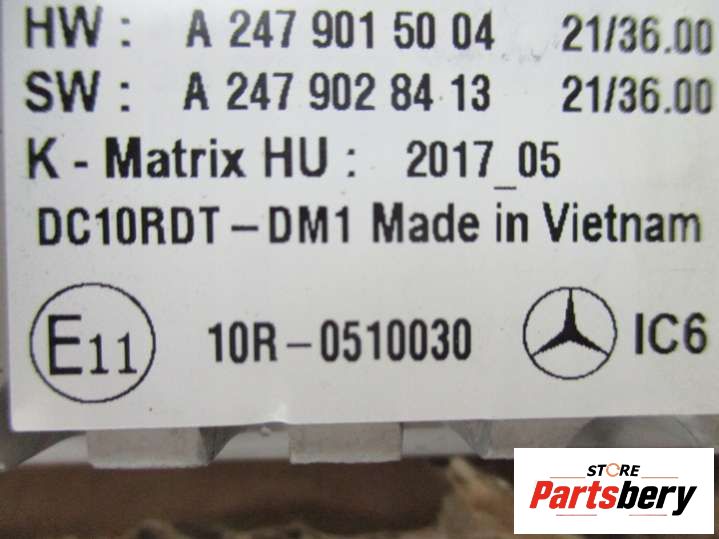 HW : A 247 901 50 04 21/36.00
SW : A 247 902 84 13 21/36.00
K - Matrix HU : 2017_05
DC10RDT - DM1 Made in Vietnam
E11 10R - 0510030 IC6
STORE
Partsbery